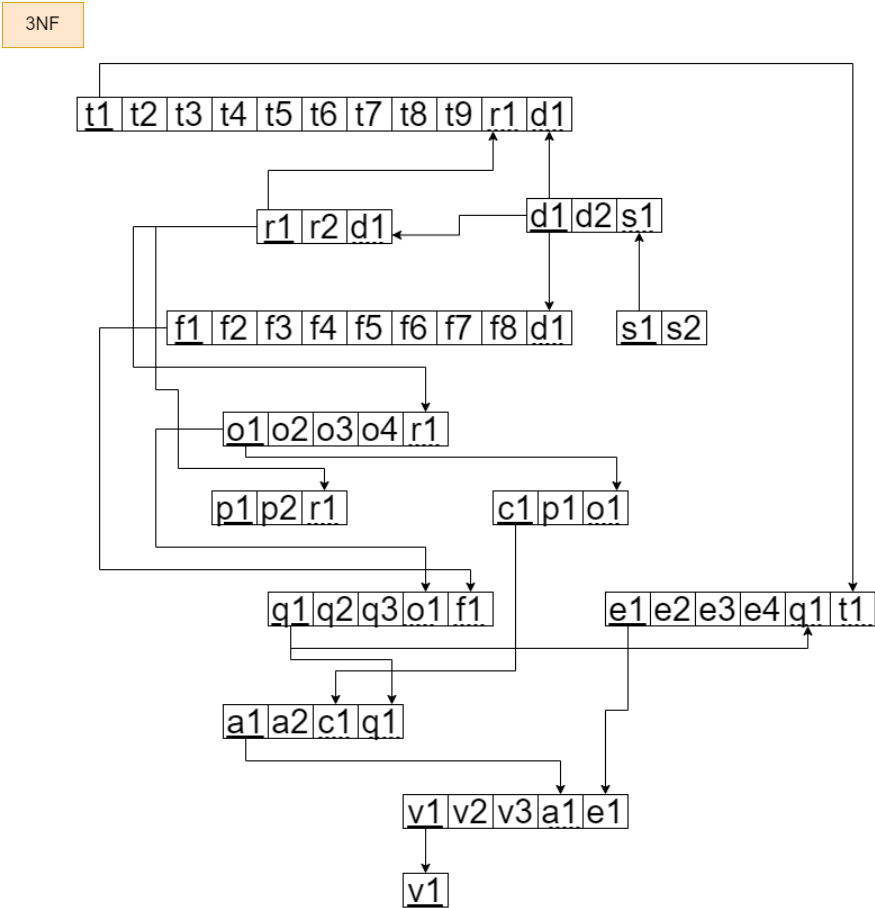 3NF
t1 t2 t3 t4 t5 t6 t7 t8 t9 r1 d1
d1 d2 s1
r1 r2 d1
f1 f2 f3 f4 f5 f6 f7 f8 d1
s1 s2
o1 o2 o3 o4 r1
p1 p2 r1
c1 p1 o1
q1 q2 q3 o1 f1
e1 e2 e3 e4 q1 t1
a1 a2 c1 q1
v1 v2 v3 a1 e1
v1